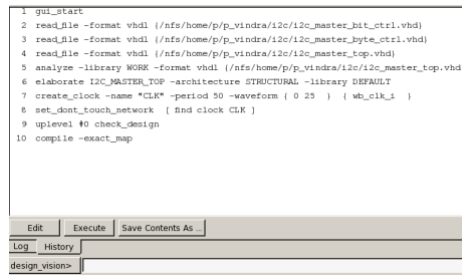 1 gui_start
2 read_file -format vhdl {/nfs/home/p/p_vindra/i2c/i2c_master_bit_ctrl.vhd}
3 read_file -format vhdl {/nfs/home/p/p_vindra/i2c/i2c_master_byte_ctrl.vhd}
4 read_file -format vhdl {/nfs/home/p/p_vindra/i2c/i2c_master_top.vhd}
5 analyze -library WORK -format vhdl {/nfs/home/p/p_vindra/i2c/i2c_master_top.vhd
6 elaborate I2C_MASTER_TOP -architecture STRUCTURAL -library DEFAULT
7 create_clock -name "CLK" -period 50 -waveform { 0 25 } { wb_clk_i }
8 set_dont_touch_network [ find clock CLK ]
9 uplevel #0 check_design
10 compile -exact_map
Edit Execute Save Contents As ...
Log History
design_vision>